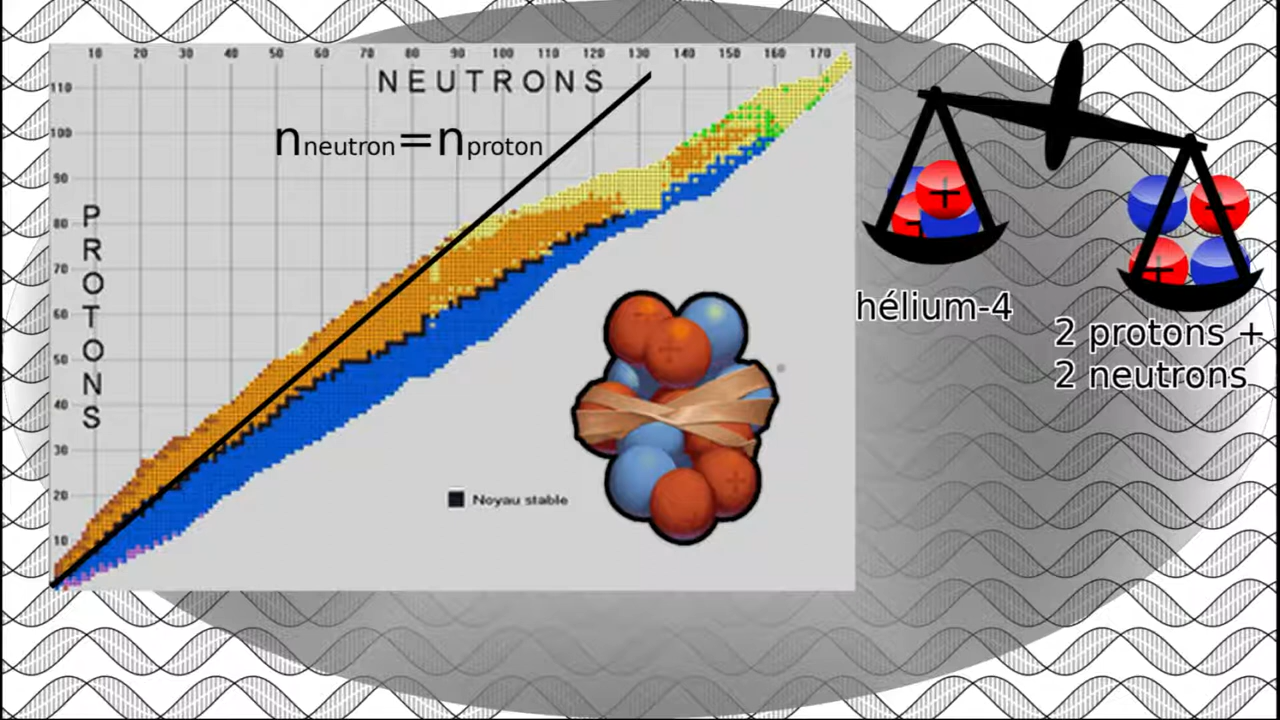 10 20 30 40 50 60 70 80 90 100 110 120 130 140 150 160 170
NEUTRONS
110
100
90
80
70
60
50
40
30
20
10
PROTONS
nneutron=nproton
Noyau stable
hélium-4
2 protons +
2 neutrons